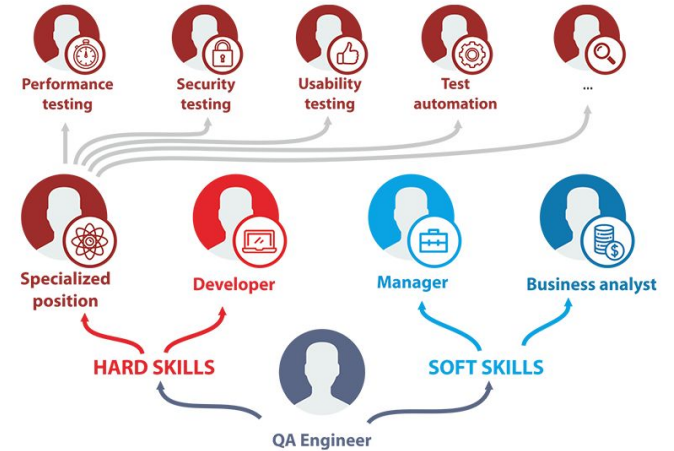 Performance
testing
Security
testing
Usability
testing
Test
automation
...
Specialized
position
Developer
Manager
Business analyst
HARD SKILLS
SOFT SKILLS
QA Engineer